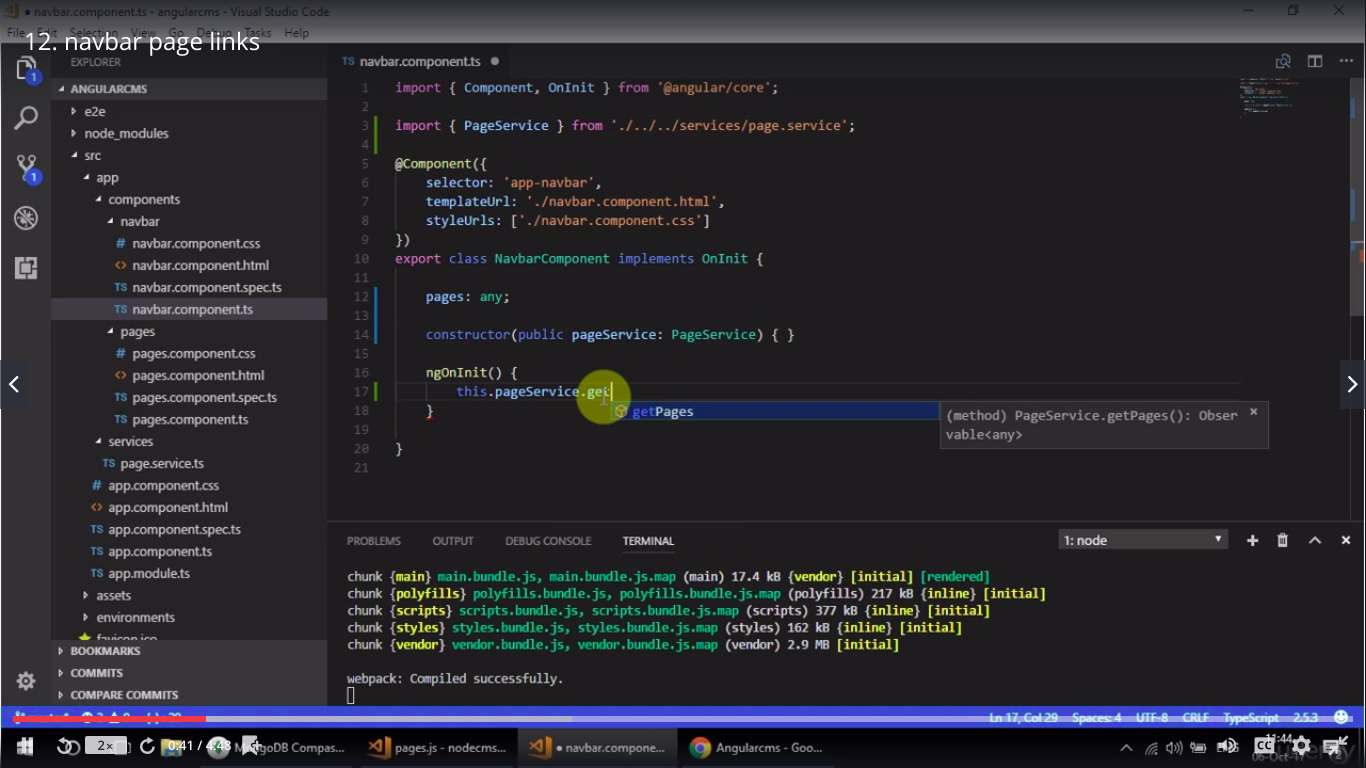 navbar.component.ts - angularcms - Visual Studio Code
File Edit Selection View Go Debug Tasks Help
12. navbar page links
EXPLORER
ANGULARCMS
e2e
node_modules
src
app
components
navbar
navbar.component.css
navbar.component.html
navbar.component.spec.ts
navbar.component.ts
pages
pages.component.css
pages.component.html
pages.component.spec.ts
pages.component.ts
services
page.service.ts
app.component.css
app.component.html
app.component.spec.ts
app.component.ts
app.module.ts
assets
environments
favicon.ico
BOOKMARKS
COMMITS
COMPARE COMMITS
TS navbar.component.ts
1 import { Component, OnInit } from '@angular/core';
2
3 import { PageService } from './../../services/page.service';
4
5 @Component({
6 selector: 'app-navbar',
7 templateUrl: './navbar.component.html',
8 styleUrls: ['./navbar.component.css']
9 })
10 export class NavbarComponent implements OnInit {
11
12 pages: any;
13
14 constructor(public pageService: PageService) { }
15
16 ngOnInit() {
17 this.pageService.get
18 }
19
20 }
21
getPages
(method) PageService.getPages(): Obser
vable<any>
PROBLEMS OUTPUT DEBUG CONSOLE TERMINAL 1: node
chunk {main} main.bundle.js, main.bundle.js.map (main) 17.4 kB {vendor} [initial] [rendered]
chunk {polyfills} polyfills.bundle.js, polyfills.bundle.js.map (polyfills) 217 kB {inline} [initial]
chunk {scripts} scripts.bundle.js, scripts.bundle.js.map (scripts) 377 kB {inline} [initial]
chunk {styles} styles.bundle.js, styles.bundle.js.map (styles) 162 kB {inline} [initial]
chunk {vendor} vendor.bundle.js, vendor.bundle.js.map (vendor) 2.9 MB [initial]
webpack: Compiled successfully.
Ln 17, Col 29 Spaces: 4 UTF-8 CRLF TypeScript 2.5.3
2x 0:41 / 4:48 MongoDB Compas... pages.js - nodecms... navbar.compone... Angularcms - Goo... CC 11:44
06-Oct-17